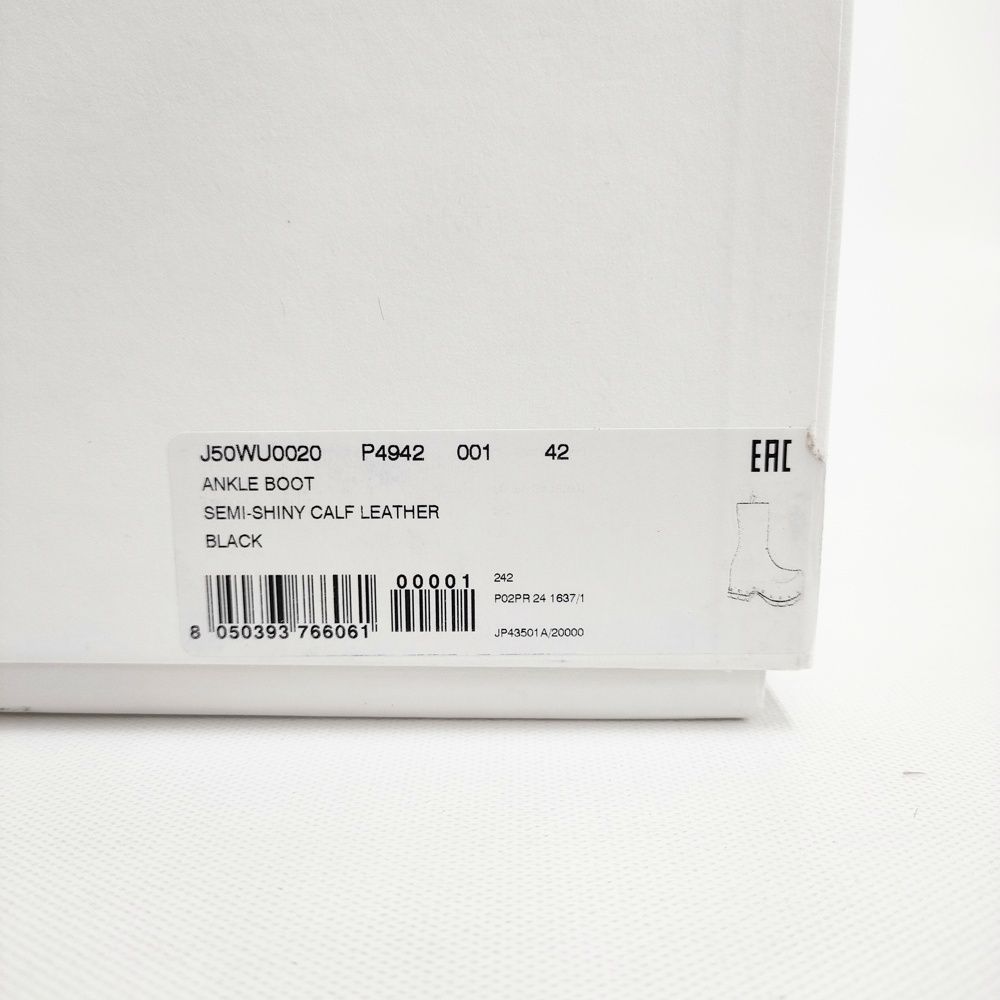 J50WU0020 P4942 001 42
EAC
ANKLE BOOT
SEMI-SHINY CALF LEATHER
BLACK
00001
8 050393 766061
242
P02PR 24 1637/1
JP43501A/20000